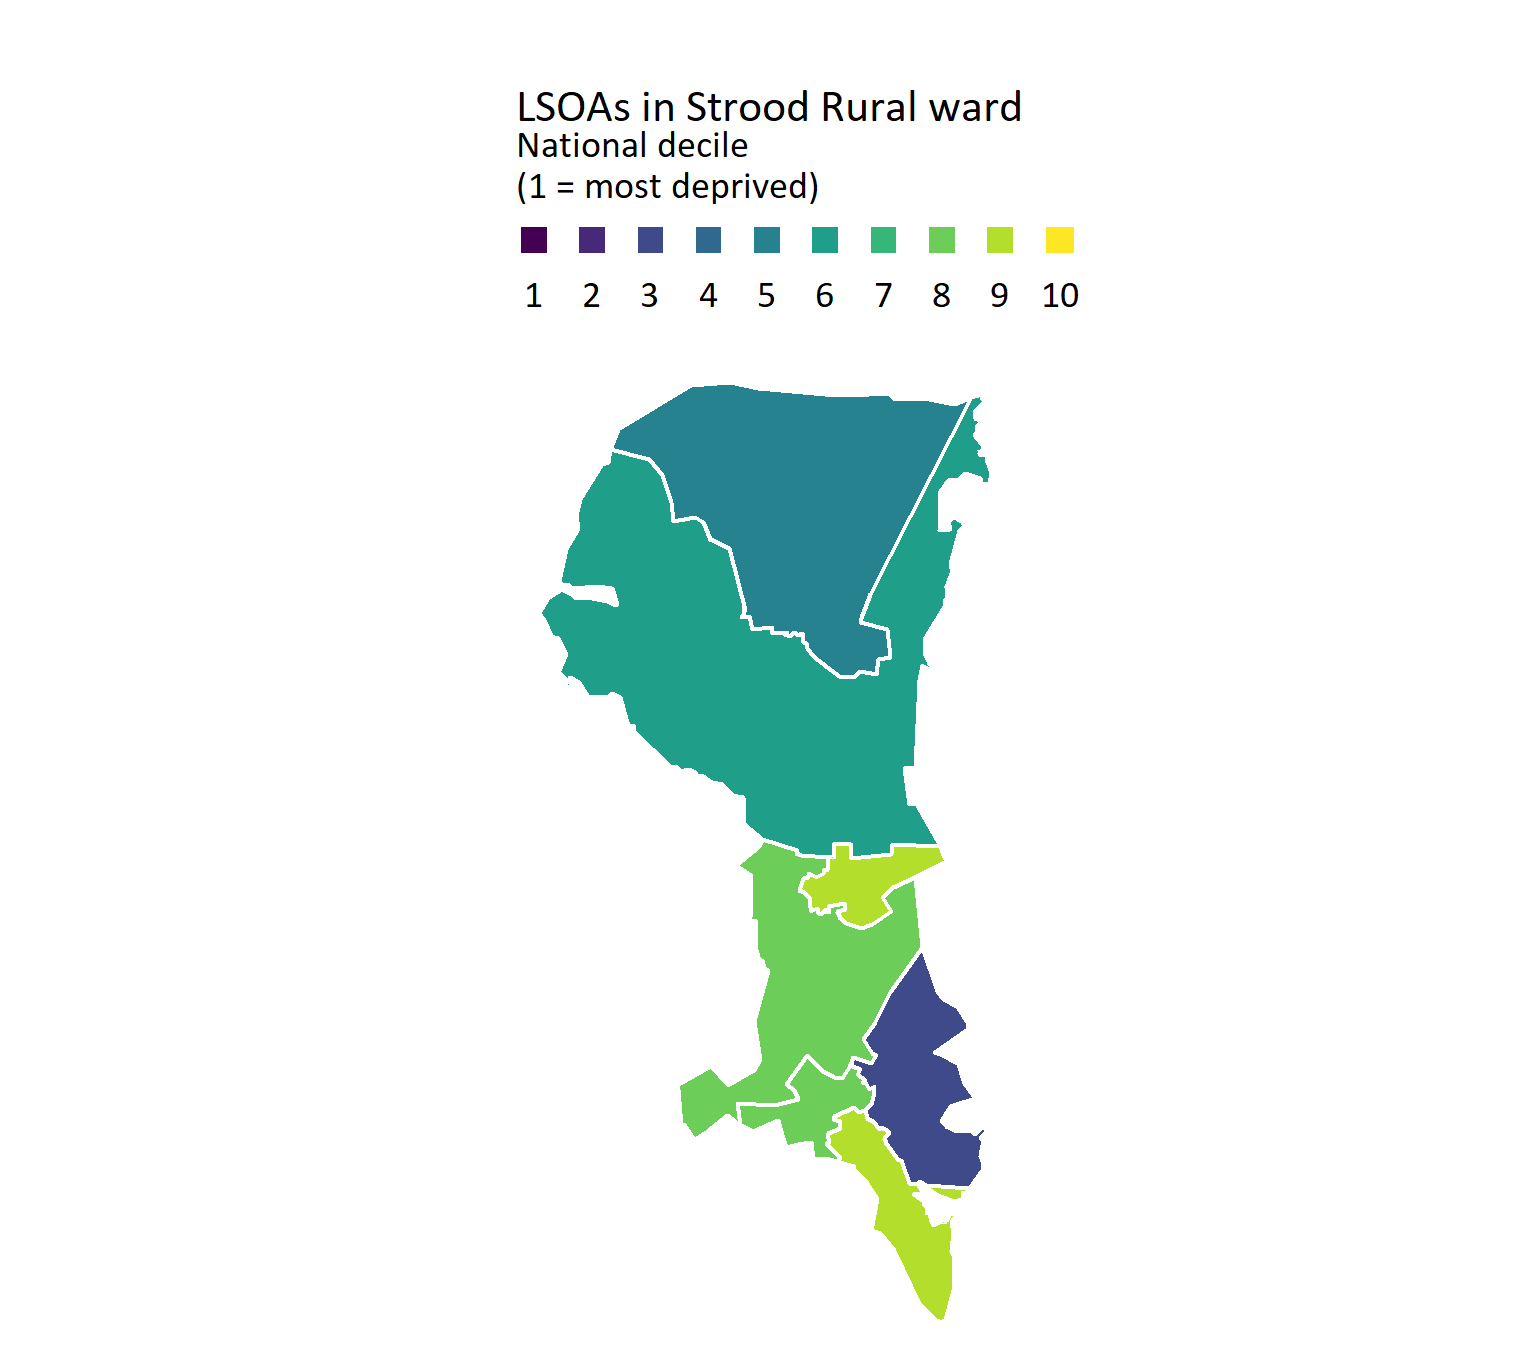 LSOAs in Strood Rural ward
National decile
(1 = most deprived)
1 2 3 4 5 6 7 8 9 10